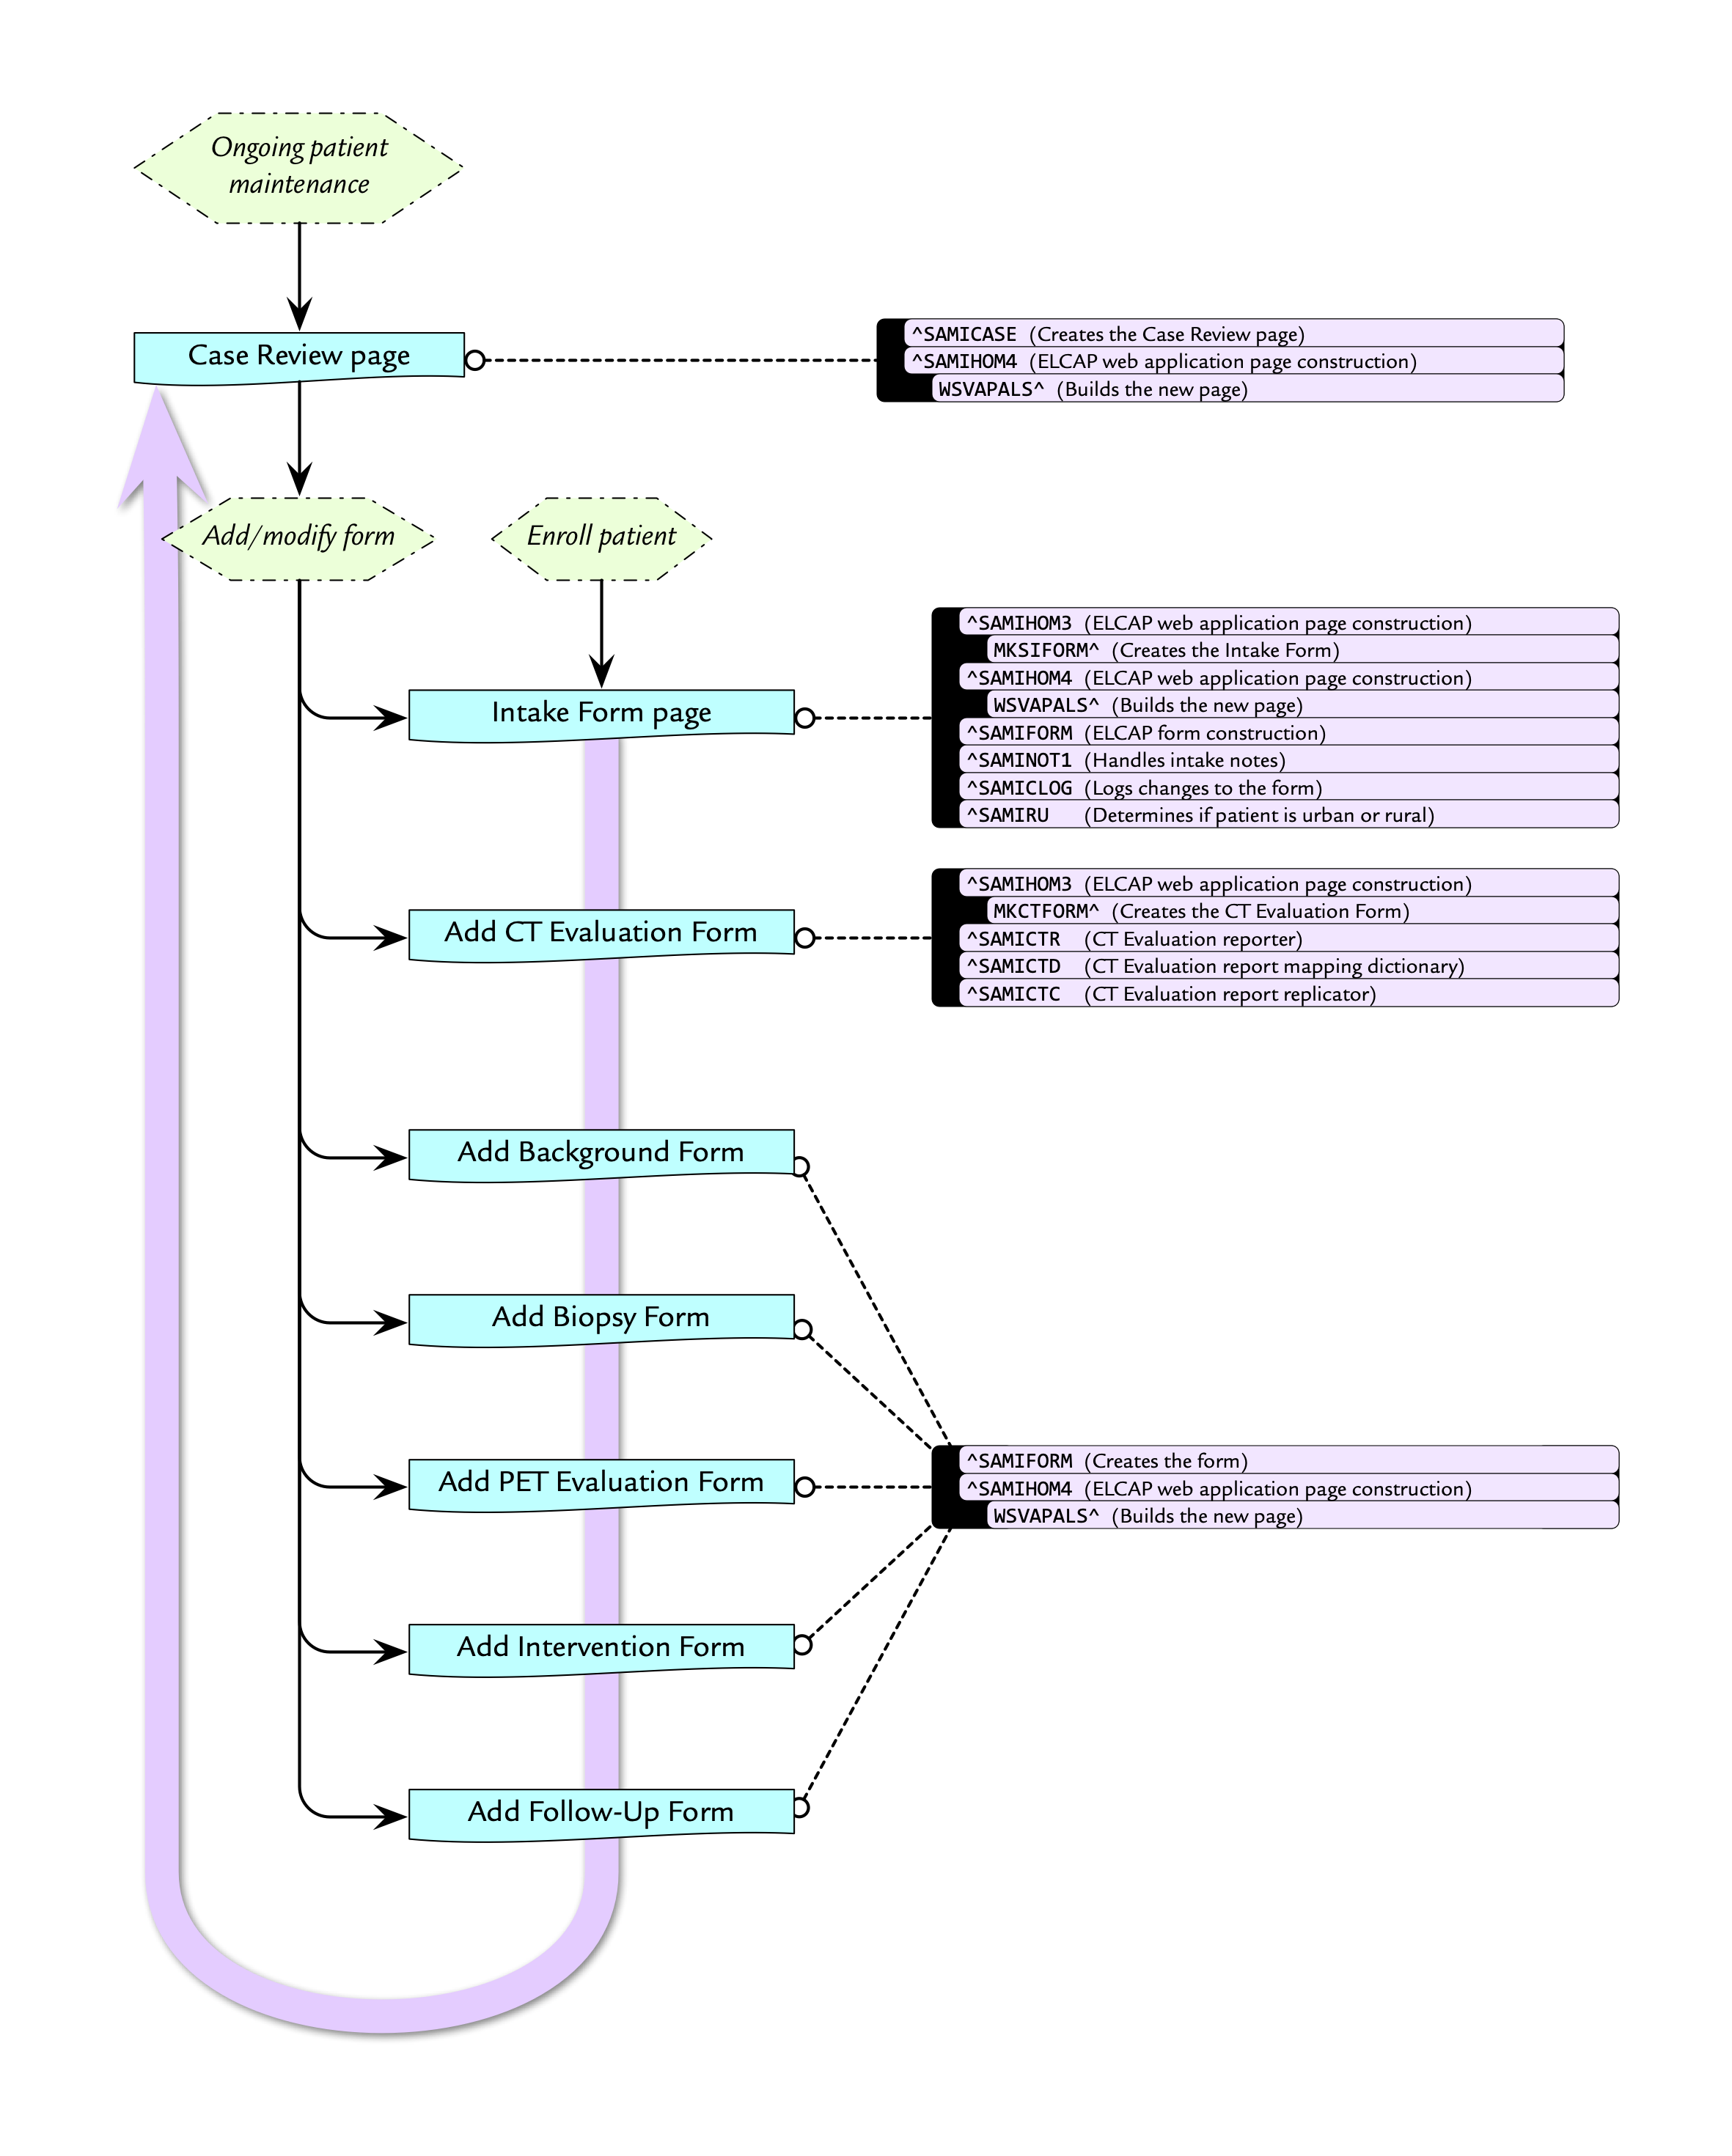 Ongoing patient
maintenance
Case Review page
^SAMICASE (Creates the Case Review page)
^SAMIHOM4 (ELCAP web application page construction)
WSVAPALS^ (Builds the new page)
Add/modify form
Enroll patient
Intake Form page
^SAMIHOM3 (ELCAP web application page construction)
MKSIFORM^ (Creates the Intake Form)
^SAMIHOM4 (ELCAP web application page construction)
WSVAPALS^ (Builds the new page)
^SAMIFORM (ELCAP form construction)
^SAMINOT1 (Handles intake notes)
^SAMICLOG (Logs changes to the form)
^SAMIRU (Determines if patient is urban or rural)
Add CT Evaluation Form
^SAMIHOM3 (ELCAP web application page construction)
MKCTFORM^ (Creates the CT Evaluation Form)
^SAMICTR (CT Evaluation reporter)
^SAMICTD (CT Evaluation report mapping dictionary)
^SAMICTC (CT Evaluation report replicator)
Add Background Form
Add Biopsy Form
Add PET Evaluation Form
^SAMIFORM (Creates the form)
^SAMIHOM4 (ELCAP web application page construction)
WSVAPALS^ (Builds the new page)
Add Intervention Form
Add Follow-Up Form